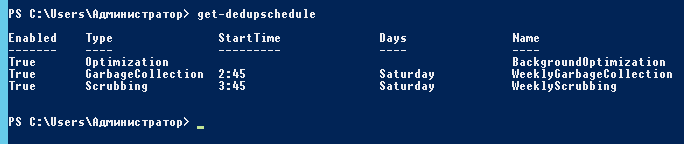 PS C:\Users\Администратор> get-dedupschedule
Enabled Type StartTime Days Name
------- ---- --------- ---- ----
True Optimization BackgroundOptimization
True GarbageCollection 2:45 Saturday WeeklyGarbageCollection
True Scrubbing 3:45 Saturday WeeklyScrubbing
PS C:\Users\Администратор> _